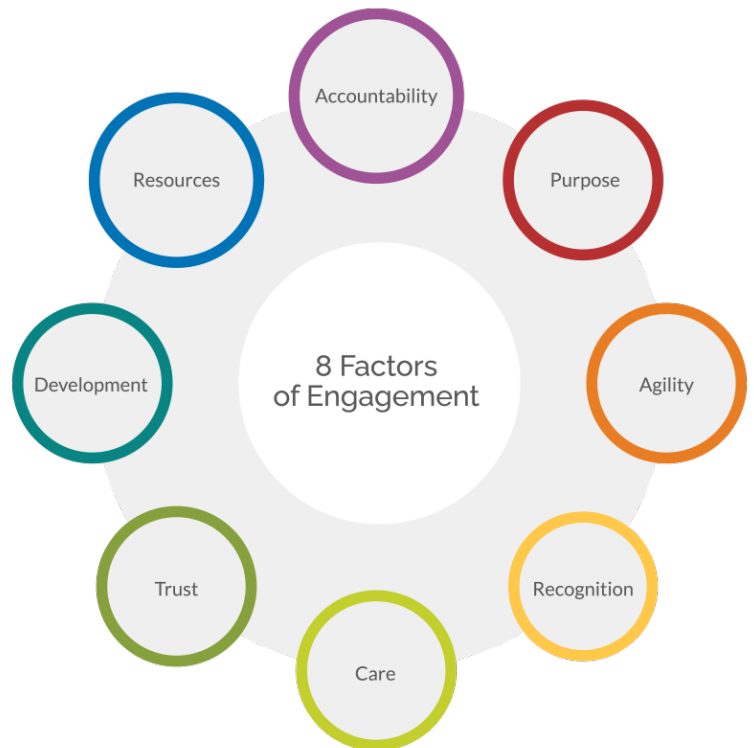 Accountability
Purpose
Agility
Recognition
Care
Trust
Development
Resources
8 Factors
of Engagement